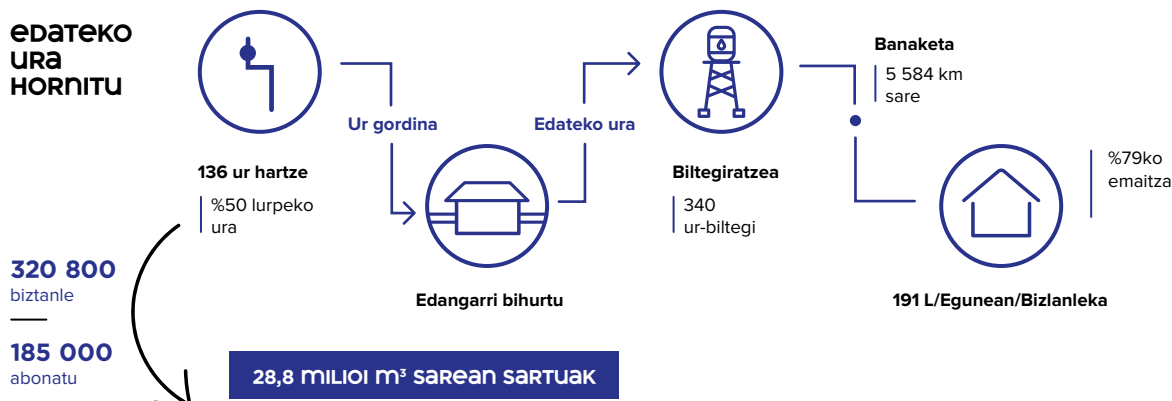 EDATEKO
URA
HORNITU
136 ur hartze
%50 lurpeko
ura
Ur gordina
Edangarri bihurtu
Edateko ura
Biltegiratzea
340
ur-biltegi
Banaketa
5 584 km
sare
%79ko
emaitza
191 L/Egunean/Bizlanleka
320 800
biztanle
185 000
abonatu
28,8 MILIOI m³ SAREAN SARTUAK